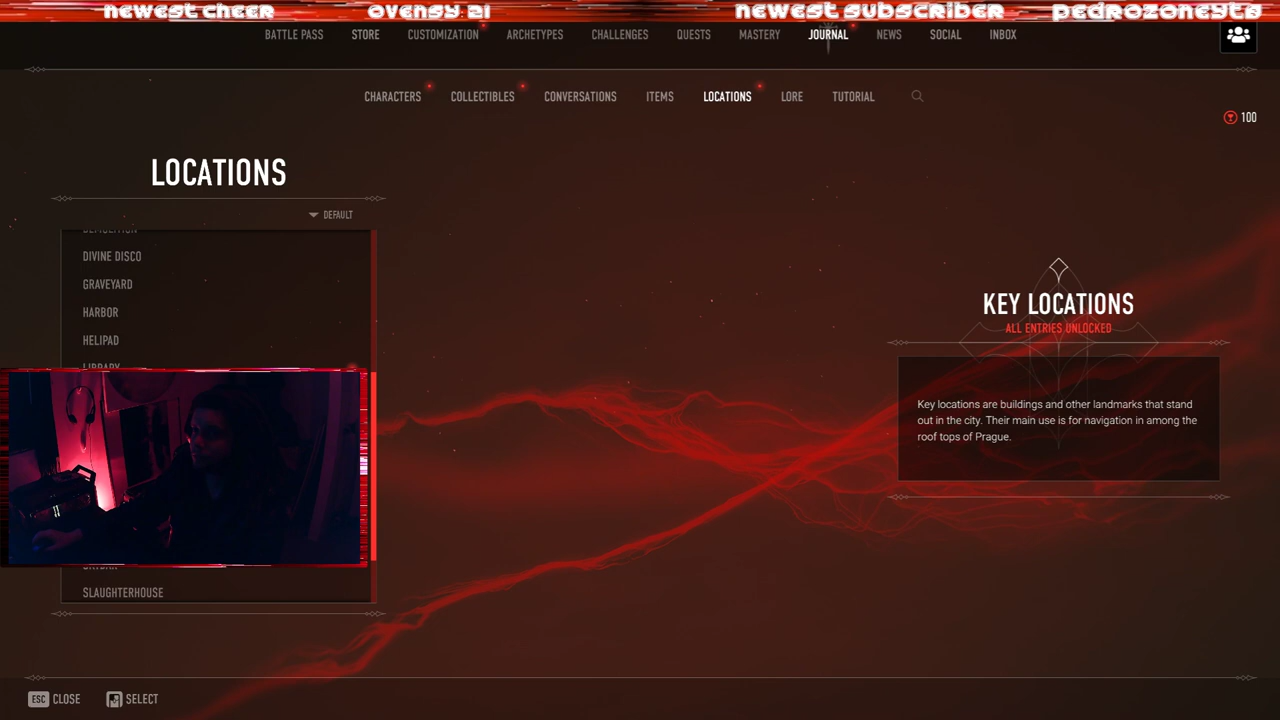 newest cheer ovensy 21 newest subscriber pedrozoneyt8
BATTLE PASS STORE CUSTOMIZATION ARCHETYPES CHALLENGES QUESTS MASTERY JOURNAL NEWS SOCIAL INBOX
CHARACTERS COLLECTIBLES CONVERSATIONS ITEMS LOCATIONS LORE TUTORIAL
100
LOCATIONS
DEFAULT
DEMOLITION
DIVINE DISCO
GRAVEYARD
HARBOR
HELIPAD
LIBRARY
SLAUGHTERHOUSE
KEY LOCATIONS
ALL ENTRIES UNLOCKED
Key locations are buildings and other landmarks that stand
out in the city. Their main use is for navigation in among the
roof tops of Prague.
ESC CLOSE SELECT